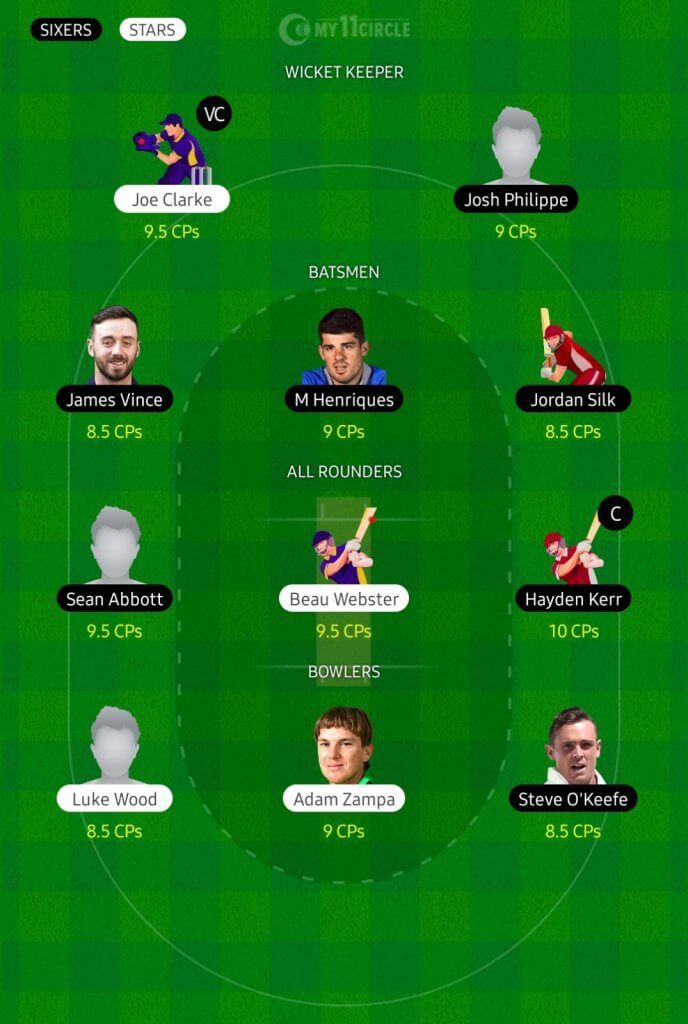 SIXERS STARS MY11CIRCLE
WICKET KEEPER
VC
Joe Clarke Josh Philippe
9.5 CPs 9 CPs
BATSMEN
James Vince M Henriques Jordan Silk
8.5 CPs 9 CPs 8.5 CPs
ALL ROUNDERS
C
Sean Abbott Beau Webster Hayden Kerr
9.5 CPs 9.5 CPs 10 CPs
BOWLERS
Luke Wood Adam Zampa Steve O'Keefe
8.5 CPs 9 CPs 8.5 CPs